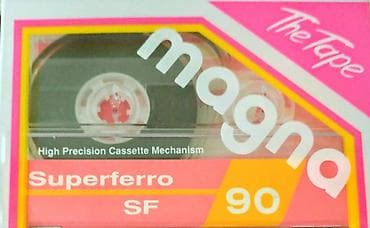 The Tape
magna
High Precision Cassette Mechanism
Superferro
SF 90